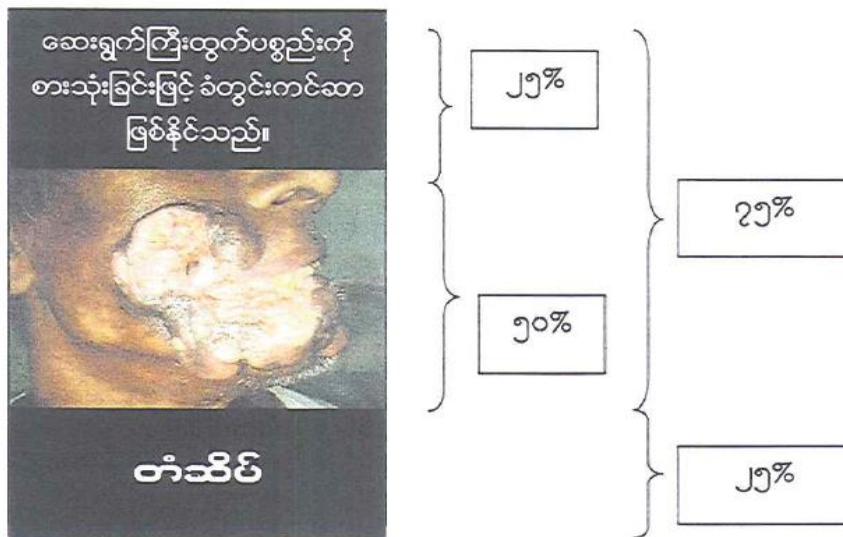 ဆေးရွက်ကြီးထွက်ပစ္စည်းကို
စားသုံးခြင်းဖြင့် ခံတွင်းကင်ဆာ
ဖြစ်နိုင်သည်။
၂၅%
၇၅%
၅၀%
တံဆိပ်
၂၅%